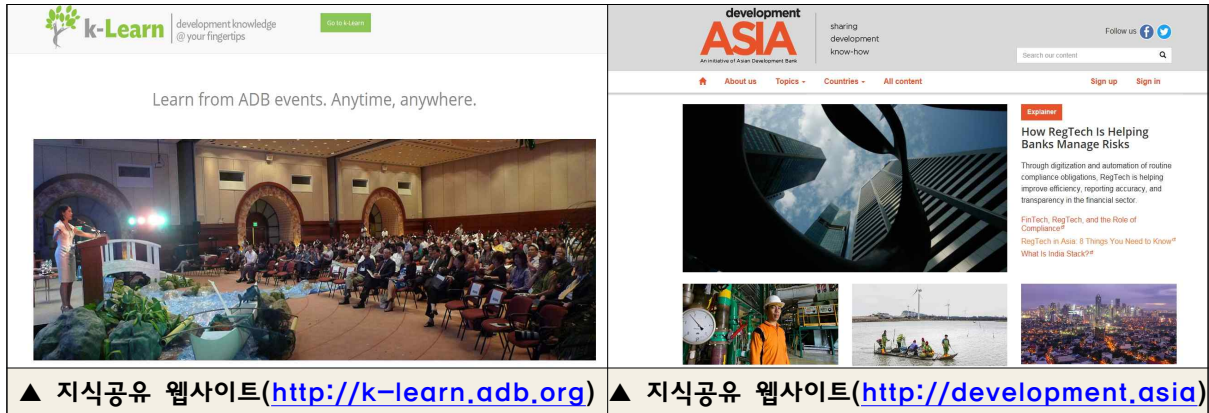 k-Learn
development knowledge
@ your fingertips
Go to k-Learn
Learn from ADB events. Anytime, anywhere.
▲ 지식공유 웹사이트(http://k-learn.adb.org)
development
ASIA
An initiative of Asian Development Bank
sharing
development
know-how
Follow us
Search our content
About us
Topics
Countries
All content
Sign up
Sign in
Explainer
How RegTech Is Helping
Banks Manage Risks
Through digitization and automation of routine
compliance obligations, RegTech is helping
improve efficiency, reporting accuracy, and
transparency in the financial sector.
FinTech, RegTech, and the Role of
Compliance
RegTech in Asia: 8 Things You Need to Know
What Is India Stack?
▲ 지식공유 웹사이트(http://development.asia)